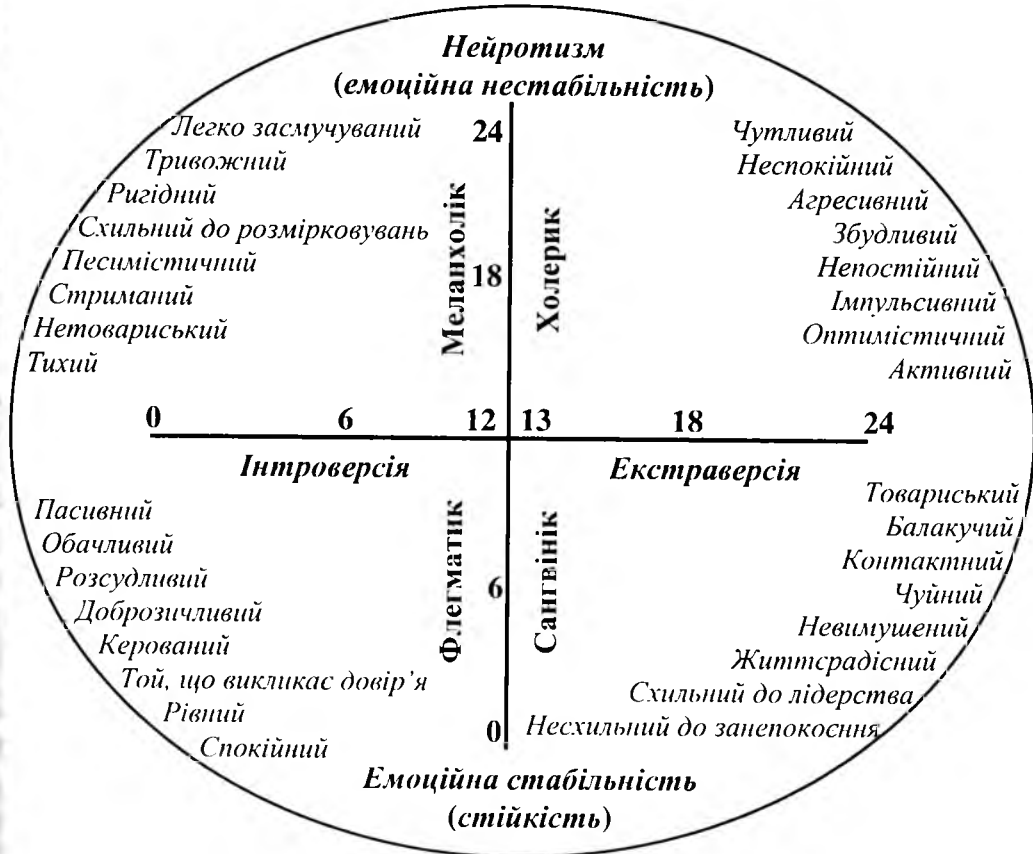 Нейротизм
(емоційна нестабільність)
Легко засмучуваний
Тривожний
Ригідний
Схильний до розмірковувань
Песимістичний
Стриманий
Нетовариський
Тихий
24
18
Меланхолік
Холерик
Чутливий
Неспокійний
Агресивний
Збудливий
Непостійний
Імпульсивний
Оптимістичний
Активний
0 6 12 13 18 24
Інтроверсія Екстраверсія
Пасивний
Обачливий
Розсудливий
Доброзичливий
Керований
Той, що викликає довір’я
Рівний
Спокійний
Флегматик
Сангвінік
6
0
Товариський
Балакучий
Контактний
Чуйний
Невимушений
Життєрадісний
Схильний до лідерства
Несхильний до занепокоєння
Емоційна стабільність
(стійкість)